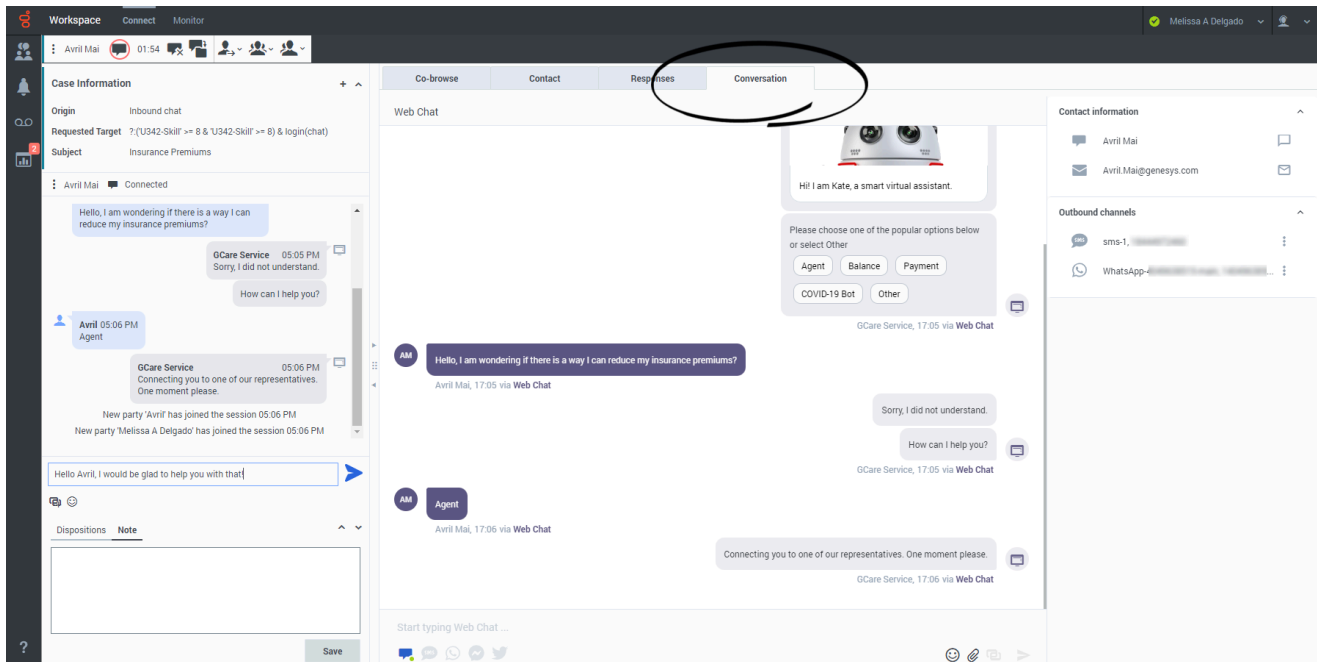 Workspace Connect Monitor
Melissa A Delgado
Avril Mai 01:54
Case Information
Origin Inbound chat
Requested Target ?:('U342-Skill' >= 8 & 'U342-Skill' >= 8) & login(chat)
Subject Insurance Premiums
2
Avril Mai Connected
Hello, I am wondering if there is a way I can
reduce my insurance premiums?
GCare Service 05:05 PM
Sorry, I did not understand.
How can I help you?
Avril 05:06 PM
Agent
GCare Service 05:06 PM
Connecting you to one of our representatives.
One moment please.
New party 'Avril' has joined the session 05:06 PM
New party 'Melissa A Delgado' has joined the session 05:06 PM
Hello Avril, I would be glad to help you with that!
Dispositions Note
Save
?
Co-browse Contact Responses Conversation
Web Chat
Hi! I am Kate, a smart virtual assistant.
Please choose one of the popular options below
or select Other
Agent Balance Payment
COVID-19 Bot Other
GCare Service, 17:05 via Web Chat
AM
Hello, I am wondering if there is a way I can reduce my insurance premiums?
Avril Mai, 17:05 via Web Chat
Sorry, I did not understand.
How can I help you?
GCare Service, 17:05 via Web Chat
AM
Agent
Avril Mai, 17:06 via Web Chat
Connecting you to one of our representatives. One moment please.
GCare Service, 17:06 via Web Chat
Start typing Web Chat ...
SMS
Contact information
Avril Mai
Avril.Mai@genesys.com
Outbound channels
SMS sms-1,
WhatsApp-